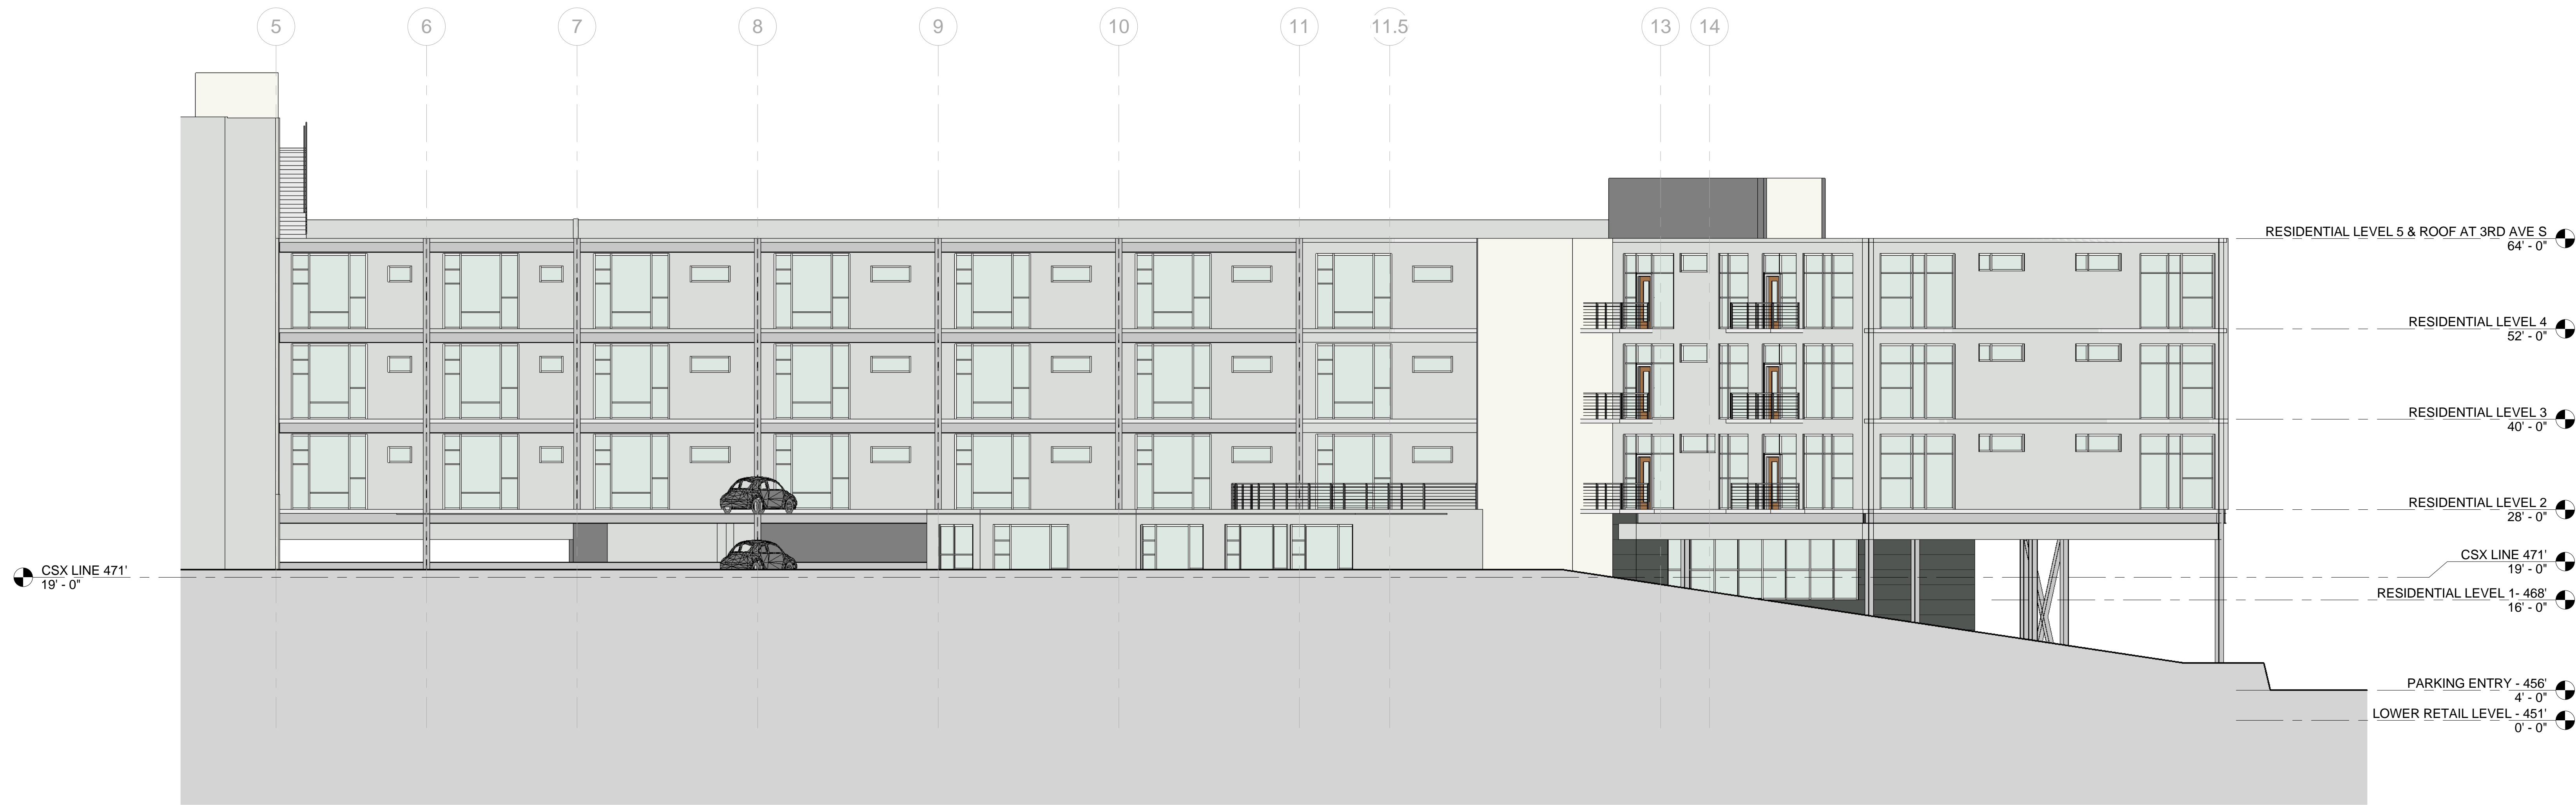 5 6 7 8 9 10 11 11.5 13 14
RESIDENTIAL LEVEL 5 & ROOF AT 3RD AVE S
64' - 0"
RESIDENTIAL LEVEL 4
52' - 0"
RESIDENTIAL LEVEL 3
40' - 0"
RESIDENTIAL LEVEL 2
28' - 0"
CSX LINE 471'
19' - 0"
CSX LINE 471'
19' - 0"
RESIDENTIAL LEVEL 1- 468'
16' - 0"
PARKING ENTRY - 456'
4' - 0"
LOWER RETAIL LEVEL - 451'
0' - 0"